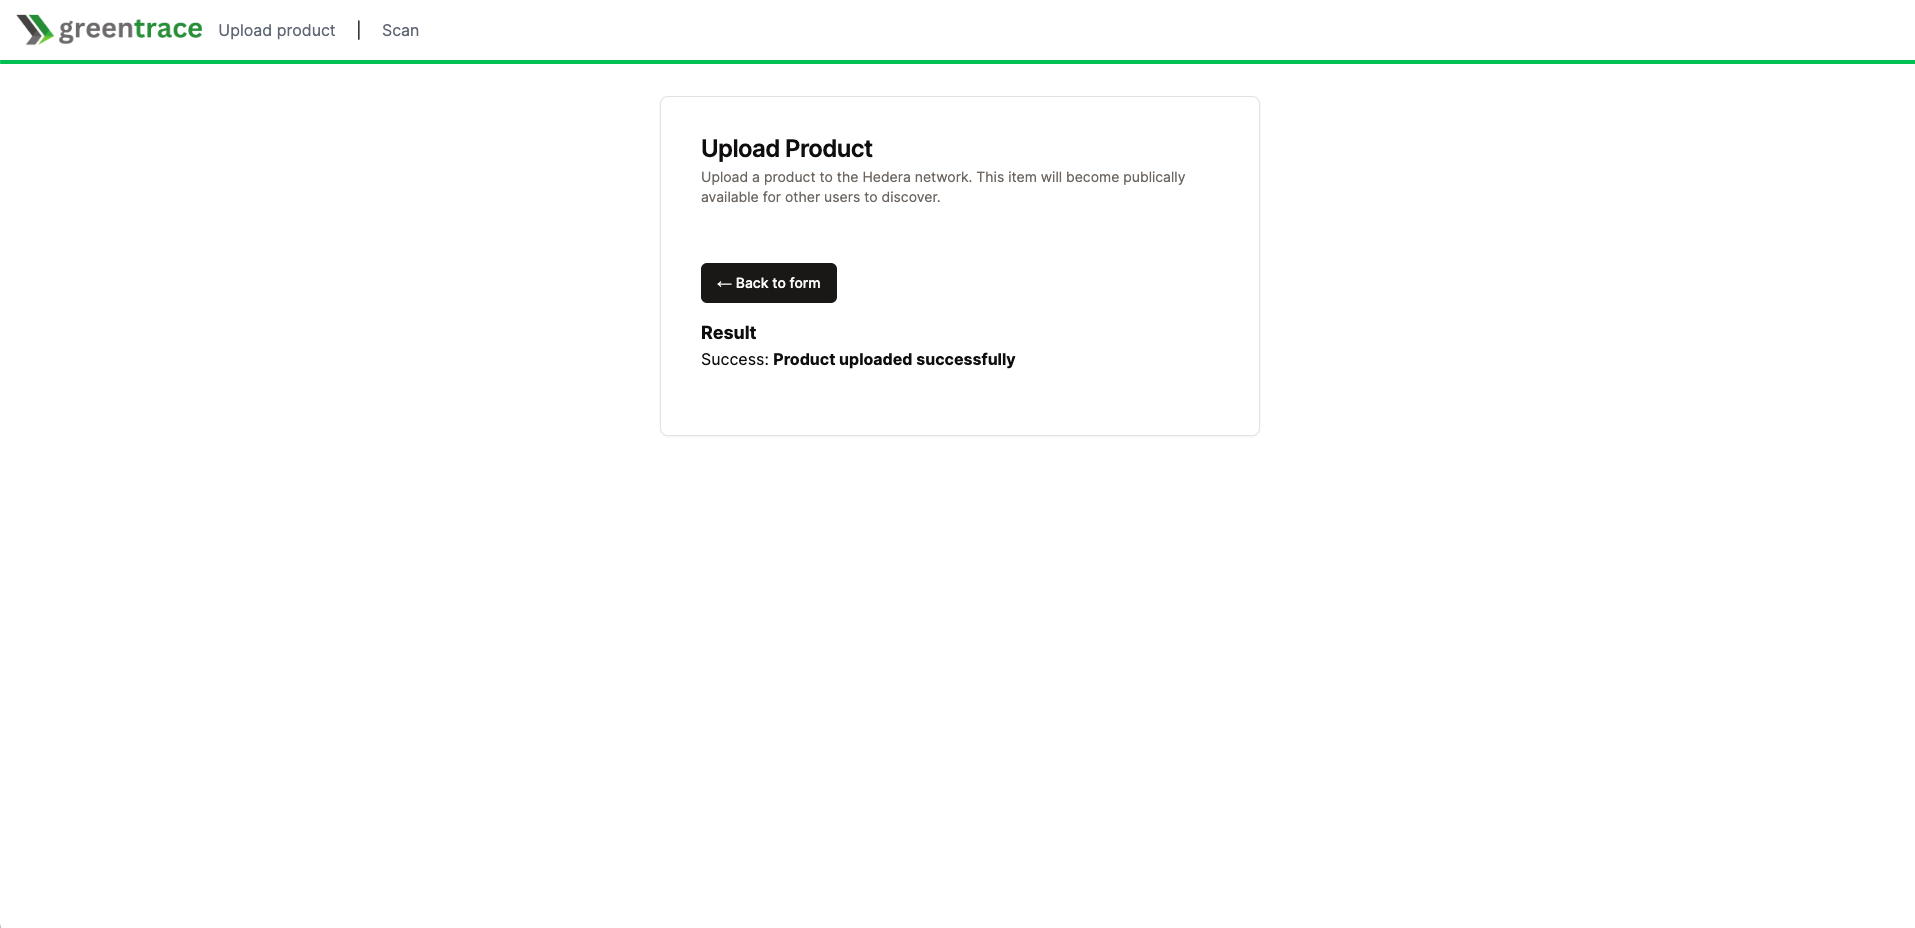 greentrace Upload product | Scan
Upload Product
Upload a product to the Hedera network. This item will become publically
available for other users to discover.
← Back to form
Result
Success: Product uploaded successfully